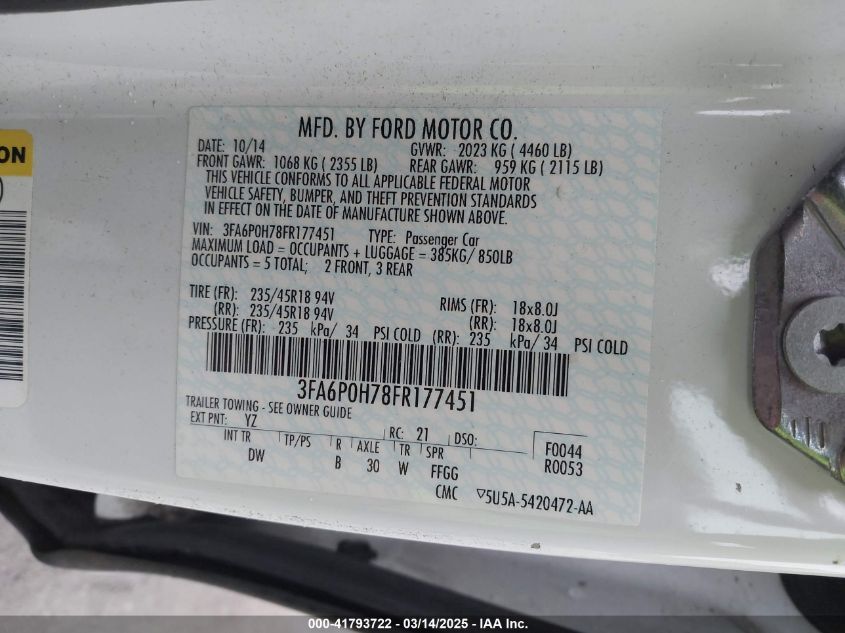 MFD. BY FORD MOTOR CO.
DATE: 10/14 GVWR: 2023 KG ( 4460 LB)
FRONT GAWR: 1068 KG ( 2355 LB) REAR GAWR: 959 KG ( 2115 LB)
THIS VEHICLE CONFORMS TO ALL APPLICABLE FEDERAL MOTOR
VEHICLE SAFETY, BUMPER, AND THEFT PREVENTION STANDARDS
IN EFFECT ON THE DATE OF MANUFACTURE SHOWN ABOVE.
VIN: 3FA6P0H78FR177451 TYPE: Passenger Car
MAXIMUM LOAD = OCCUPANTS + LUGGAGE = 385KG/ 850LB
OCCUPANTS = 5 TOTAL; 2 FRONT, 3 REAR
TIRE (FR): 235/45R18 94V RIMS (FR): 18x8.0J
(RR): 235/45R18 94V (RR): 18x8.0J
PRESSURE (FR): 235 kPa/ 34 PSI COLD (RR): 235 kPa/ 34 PSI COLD
3FA6P0H78FR177451
TRAILER TOWING - SEE OWNER GUIDE
EXT PNT: YZ RC: 21 DSO: F0044
INT TR TP/PS R AXLE TR SPR R0053
DW B 30 W FFGG
CMC ▽5U5A-5420472-AA
ON
000-41793722 - 03/14/2025 - IAA, Inc.